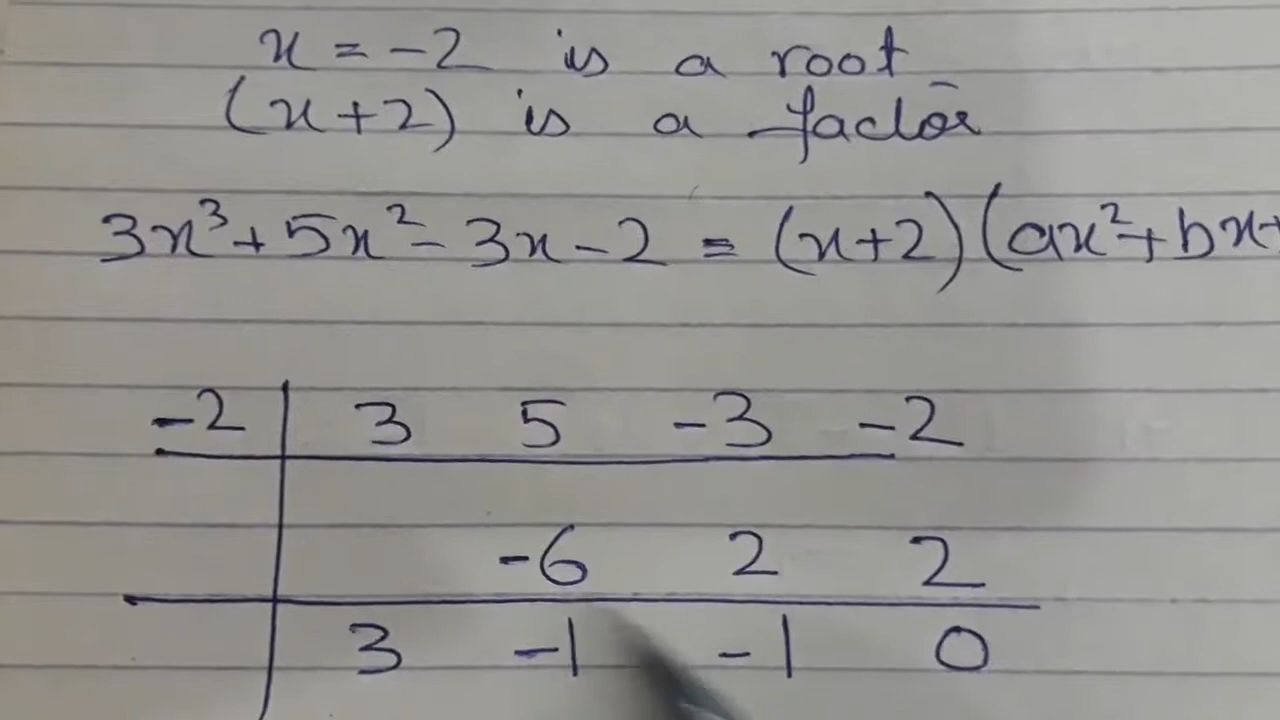 x = -2 is a root
(x+2) is a factor
3x³+5x²-3x-2 = (x+2)(ax²+bx+
-2 | 3 5 -3 -2
-6 2 2
3 -1 -1 0